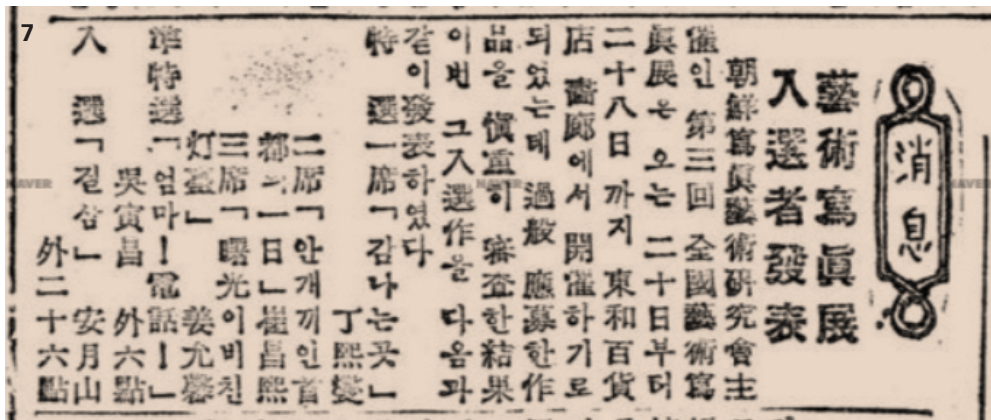 7
消息
藝術寫眞展
入選者發表
朝鮮寫眞藝術硏究會主
催인 第三回 全國藝術寫
眞展은 오는 二十日부터
二十八日 까지 東和百貨
店 畵廊에서 開催하기로
되었는데 過般 應募한作
品을 愼重히 審査한結果
이번 그入選作을 다음과
같이發表하였다
特 選一席「감나는곳」
丁熙燮
二席「안개끼인首
都의一日」崔昌熙
三席「曙光이비친
灯臺」 姜允
準特選「엄마!電話!」
吳寅昌 外六點
入 選「길삼」 安月山
外二十六點
NAVER
NAVER
NAVER